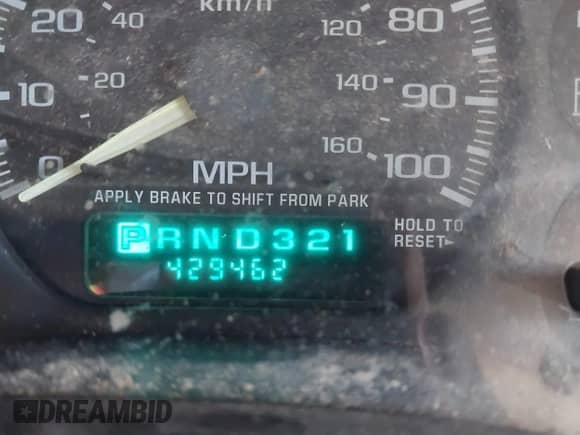 km/h
20 40 120 80
10 20 140 90
0 160 100
MPH
APPLY BRAKE TO SHIFT FROM PARK
PRND321
HOLD TO
RESET
429462
DREAMBID